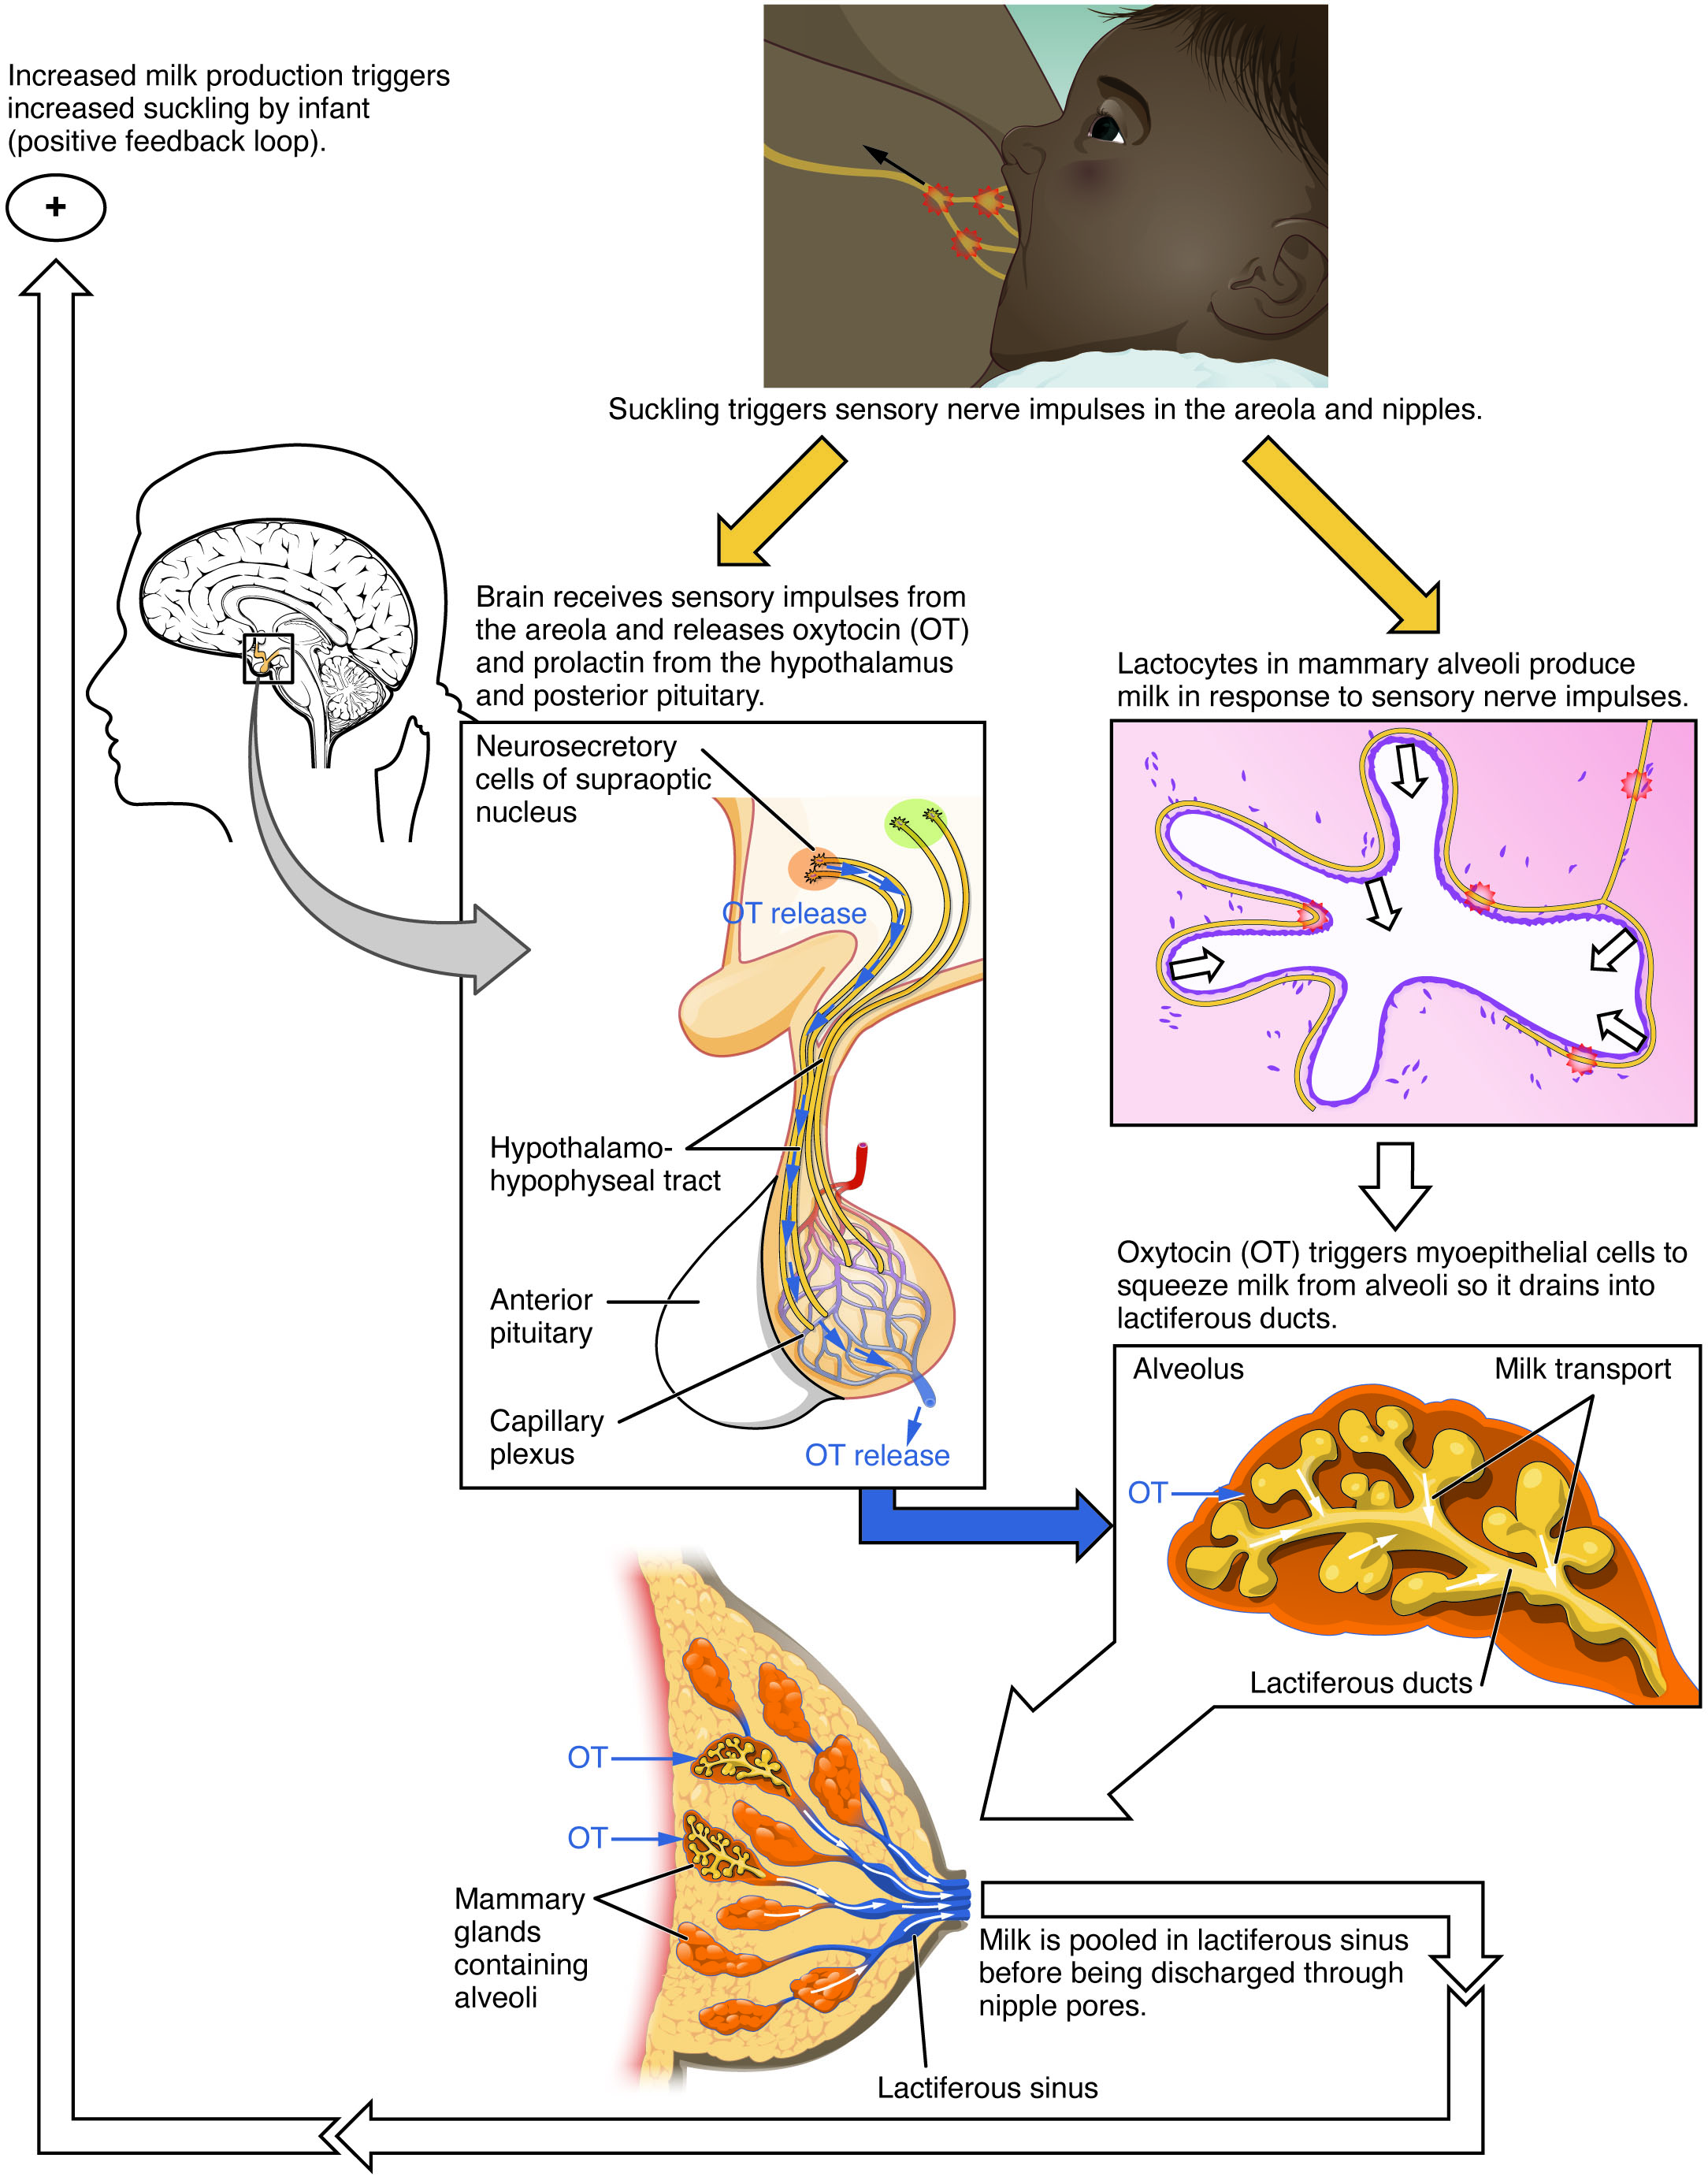 Increased milk production triggers
increased suckling by infant
(positive feedback loop).
+
Suckling triggers sensory nerve impulses in the areola and nipples.
Brain receives sensory impulses from
the areola and releases oxytocin (OT)
and prolactin from the hypothalamus
and posterior pituitary.
Neurosecretory
cells of supraoptic
nucleus
OT release
Hypothalamo-
hypophyseal tract
Anterior
pituitary
Capillary
plexus
OT release
Lactocytes in mammary alveoli produce
milk in response to sensory nerve impulses.
Oxytocin (OT) triggers myoepithelial cells to
squeeze milk from alveoli so it drains into
lactiferous ducts.
Alveolus
Milk transport
OT
Lactiferous ducts
OT
OT
Mammary
glands
containing
alveoli
Milk is pooled in lactiferous sinus
before being discharged through
nipple pores.
Lactiferous sinus